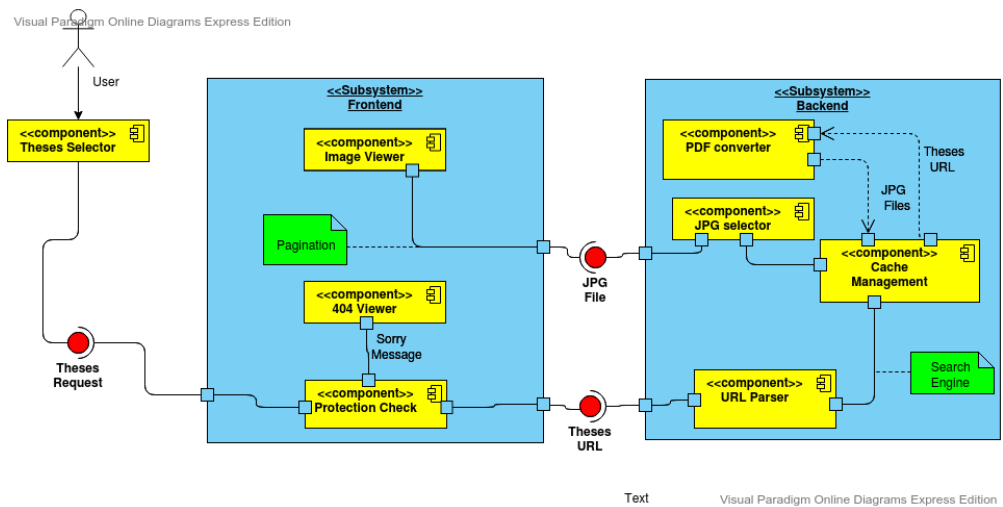 Visual Paradigm Online Diagrams Express Edition
User
<<component>>
Theses Selector
Theses
Request
<<Subsystem>>
Frontend
<<component>>
Image Viewer
Pagination
<<component>>
404 Viewer
Sorry
Message
<<component>>
Protection Check
JPG
File
Theses
URL
<<Subsystem>>
Backend
<<component>>
PDF converter
Theses
URL
JPG
Files
<<component>>
JPG selector
<<component>>
Cache
Management
Search
Engine
<<component>>
URL Parser
Text
Visual Paradigm Online Diagrams Express Edition